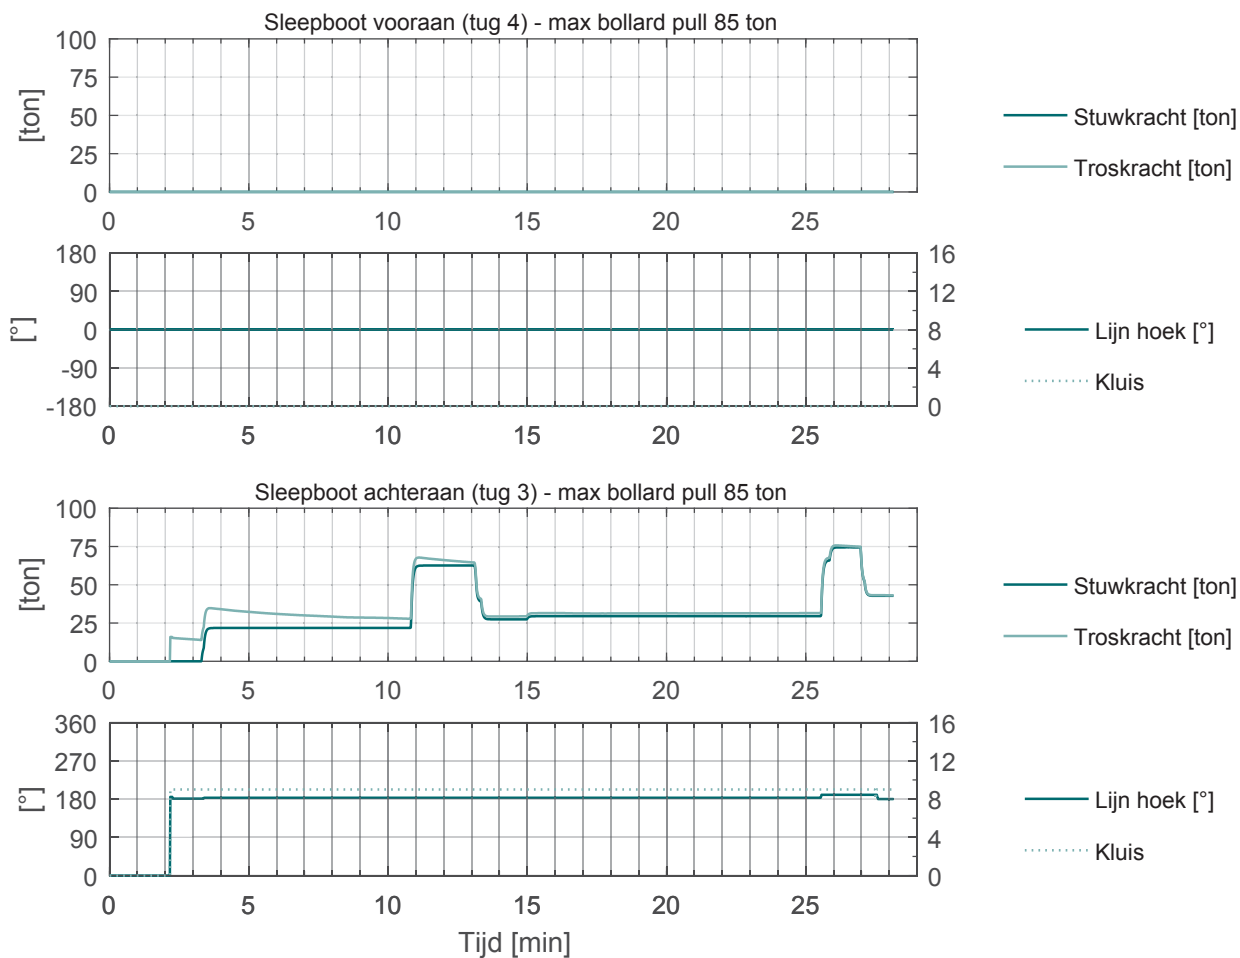 Sleepboot vooraan (tug 4) - max bollard pull 85 ton
100
75
50
25
0
[ton]
0 5 10 15 20 25
Stuwkracht [ton]
Troskracht [ton]
180
90
0
-90
-180
[°]
16
12
8
4
0
0 5 10 15 20 25
Lijn hoek [°]
Kluis
Sleepboot achteraan (tug 3) - max bollard pull 85 ton
100
75
50
25
0
[ton]
0 5 10 15 20 25
Stuwkracht [ton]
Troskracht [ton]
360
270
180
90
0
[°]
16
12
8
4
0
0 5 10 15 20 25
Lijn hoek [°]
Kluis
Tijd [min]